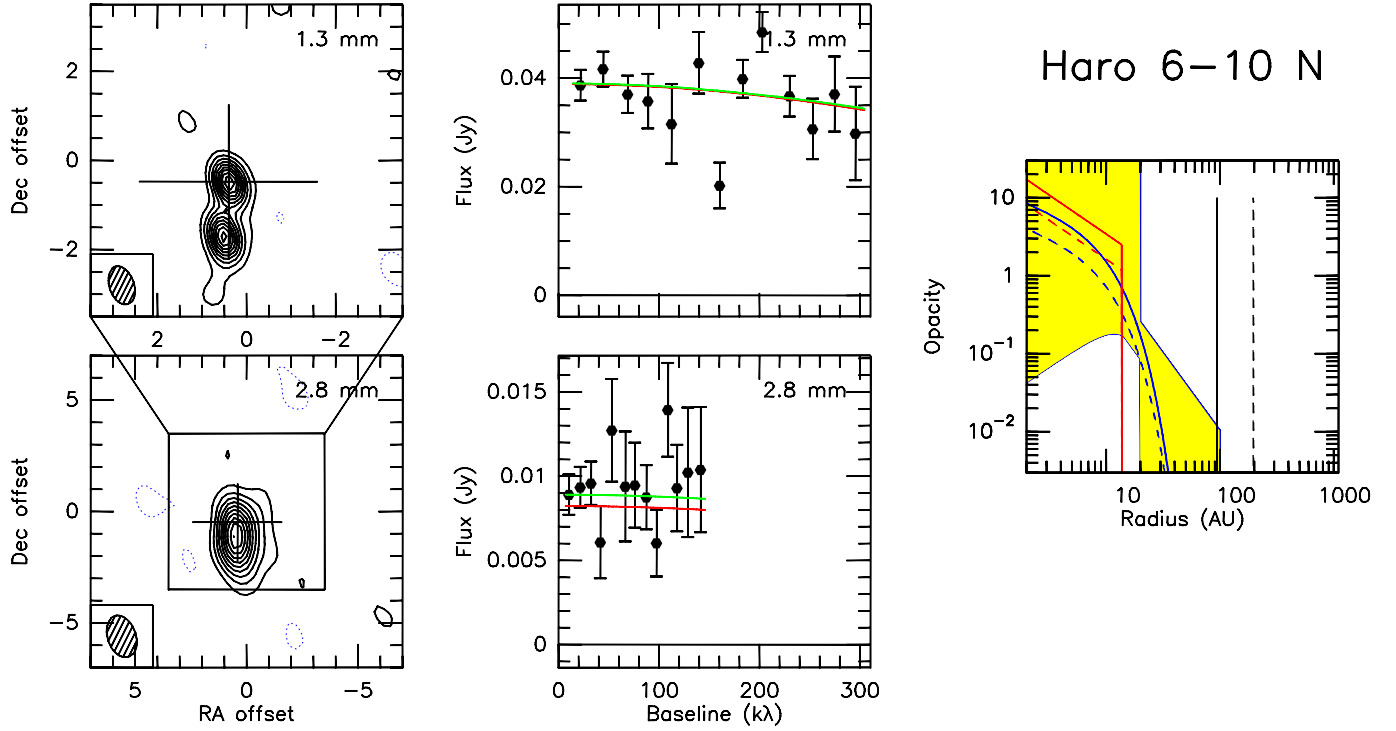 Haro 6−10 N
1.3 mm
Dec offset
2
0
−2
2
0
−2
1.3 mm
Flux (Jy)
0.04
0.02
0
2.8 mm
Dec offset
5
0
−5
5
0
−5
RA offset
2.8 mm
Flux (Jy)
0.015
0.01
0.005
0
0
100
200
300
Baseline (kλ)
Opacity
10
1
10⁻¹
10⁻²
10
100
1000
Radius (AU)